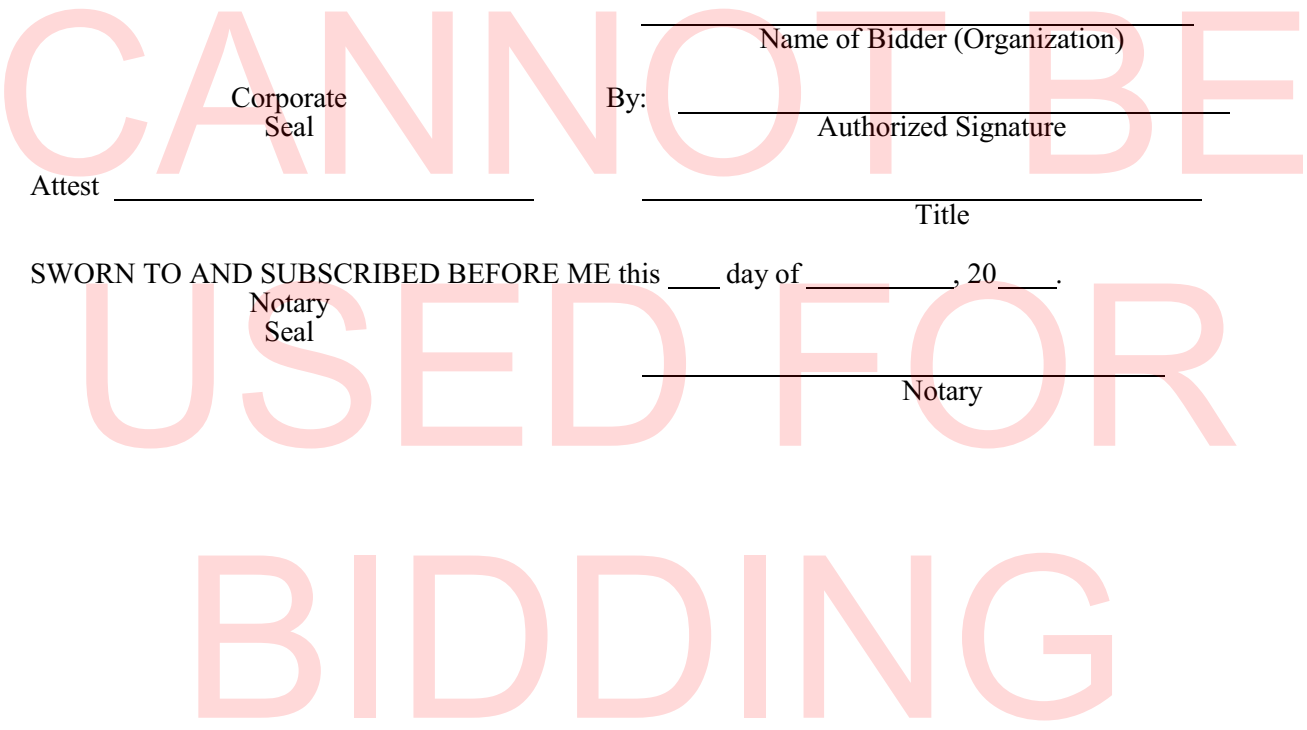 CANNOT BE
Name of Bidder (Organization)
Corporate
Seal
By:
Authorized Signature
Attest
Title
SWORN TO AND SUBSCRIBED BEFORE ME this ____ day of __________, 20____.
Notary
Seal
USED FOR
Notary
BIDDING